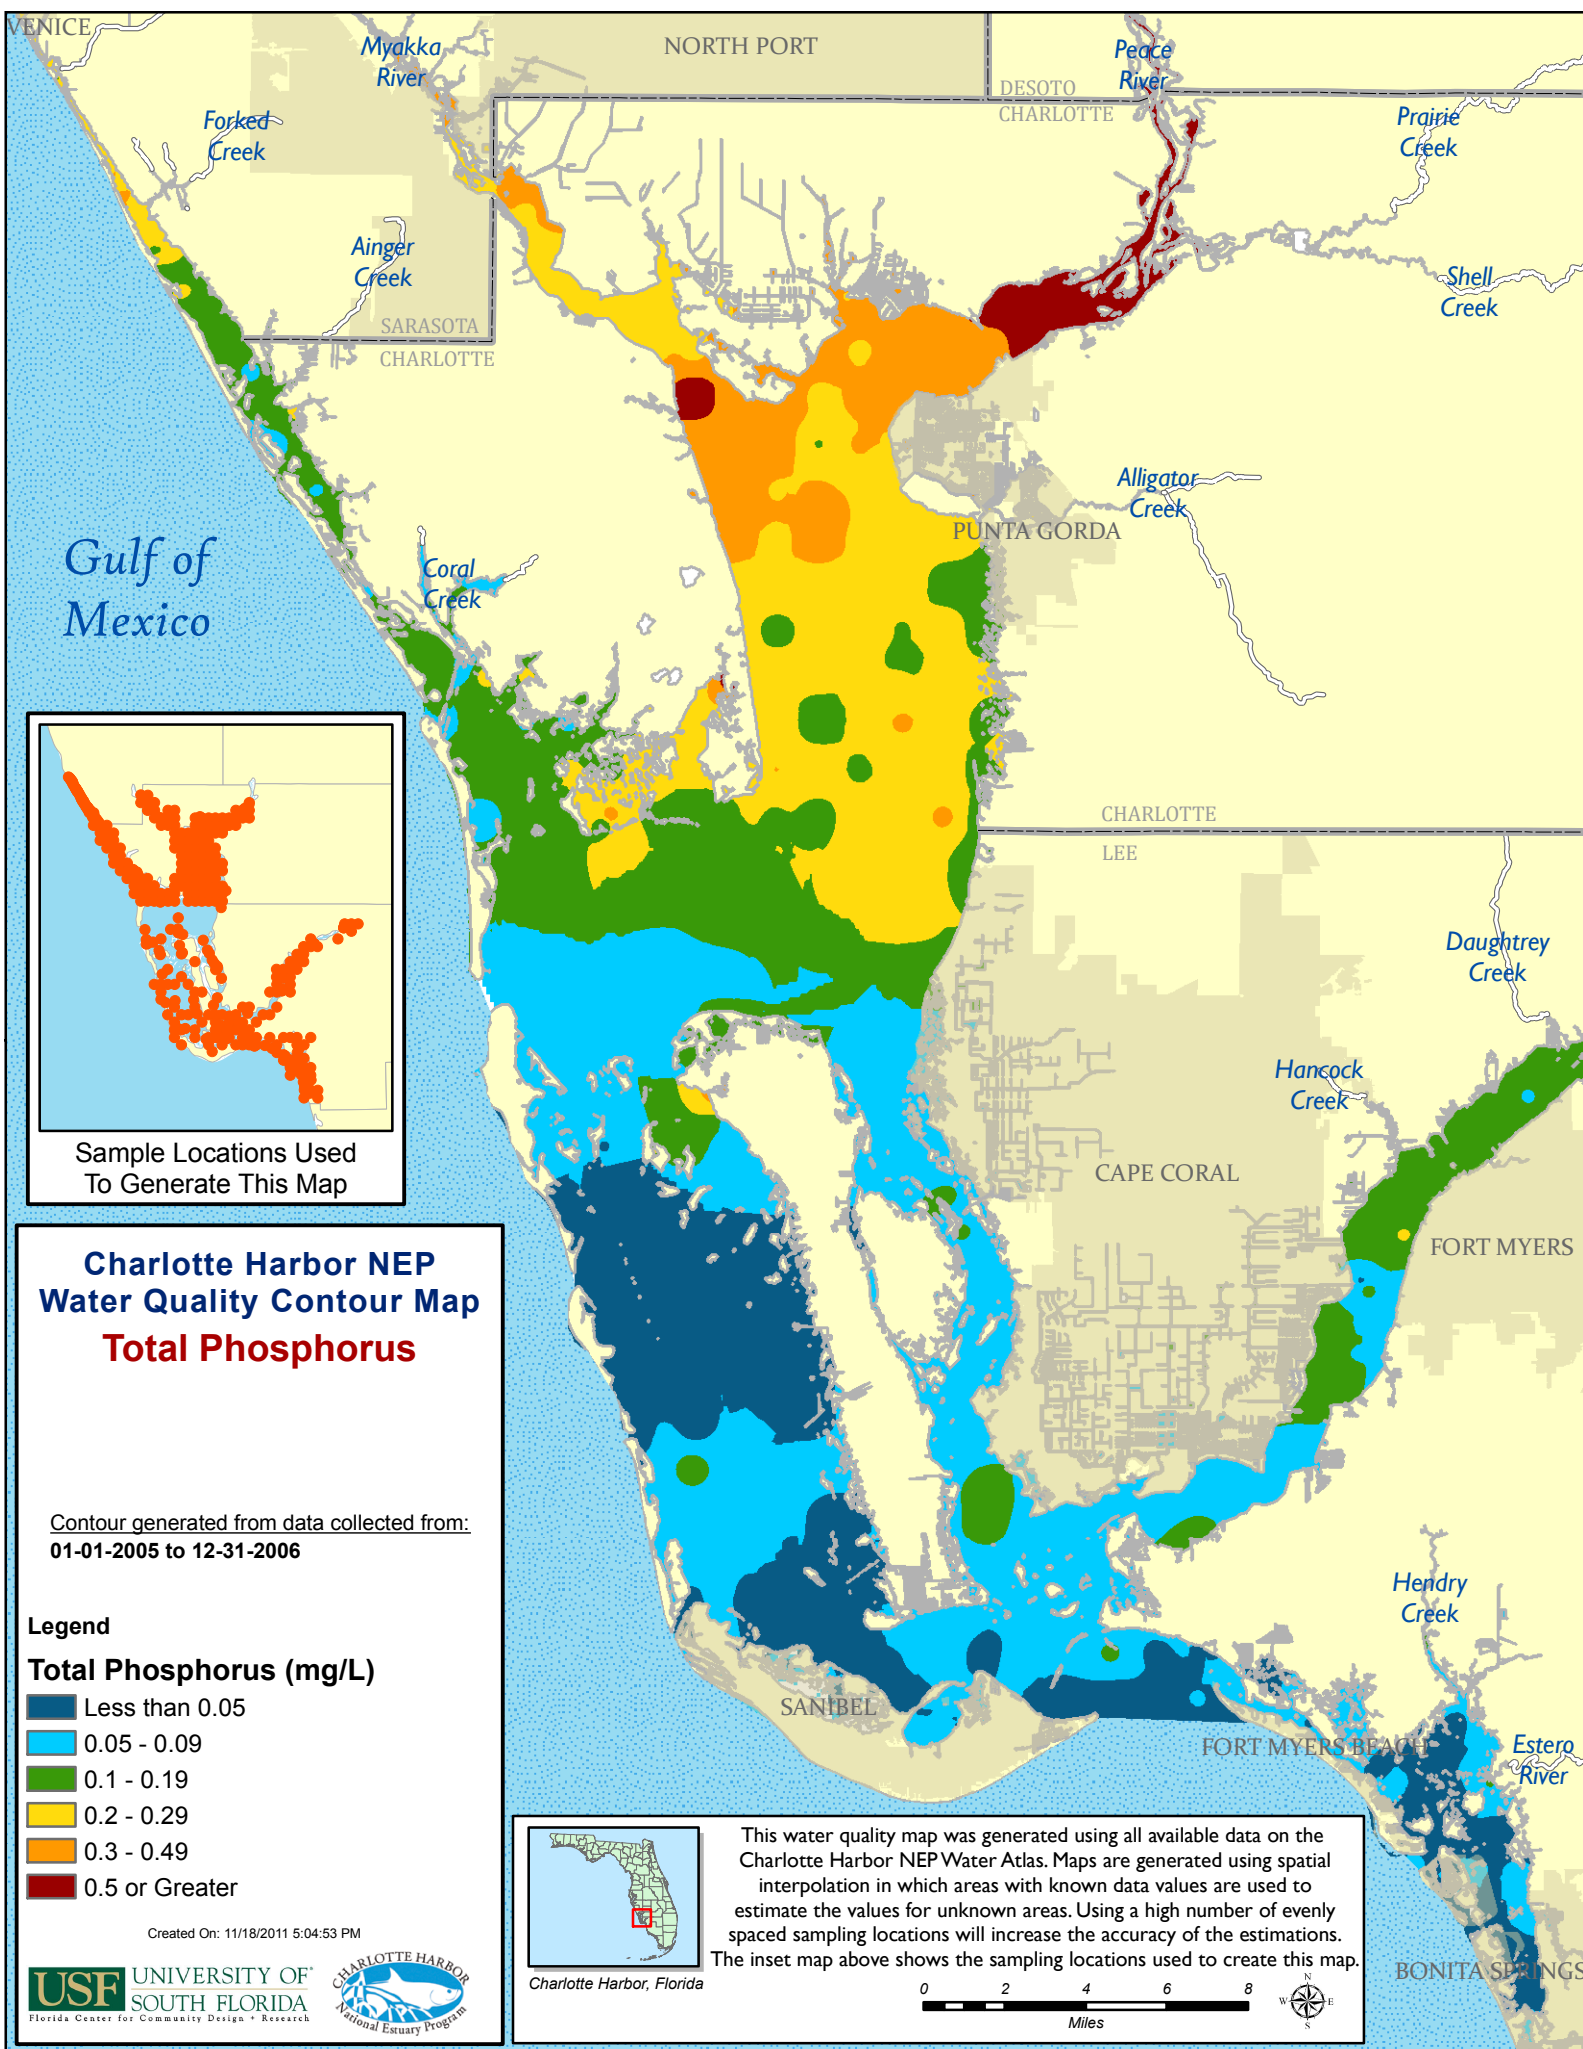 VENICE
Myakka
River
NORTH PORT
Peace
River
DESOTO
CHARLOTTE
Prairie
Creek
Forked
Creek
Ainger
Creek
Shell
Creek
SARASOTA
CHARLOTTE
Alligator
Creek
PUNTA GORDA
Gulf of
Mexico
Coral
Creek
CHARLOTTE
LEE
Daughtrey
Creek
Hancock
Creek
CAPE CORAL
FORT MYERS
Sample Locations Used
To Generate This Map
Charlotte Harbor NEP
Water Quality Contour Map
Total Phosphorus
Contour generated from data collected from:
01-01-2005 to 12-31-2006
Legend
Total Phosphorus (mg/L)
Less than 0.05
0.05 - 0.09
0.1 - 0.19
0.2 - 0.29
0.3 - 0.49
0.5 or Greater
Created On: 11/18/2011 5:04:53 PM
USF UNIVERSITY OF
SOUTH FLORIDA
Florida Center for Community Design + Research
CHARLOTTE HARBOR
National Estuary Program
Hendry
Creek
SANIBEL
FORT MYERS BEACH
Estero
River
BONITA SPRINGS
Charlotte Harbor, Florida
This water quality map was generated using all available data on the
Charlotte Harbor NEP Water Atlas. Maps are generated using spatial
interpolation in which areas with known data values are used to
estimate the values for unknown areas. Using a high number of evenly
spaced sampling locations will increase the accuracy of the estimations.
The inset map above shows the sampling locations used to create this map.
0 2 4 6 8
Miles
N
W E
S